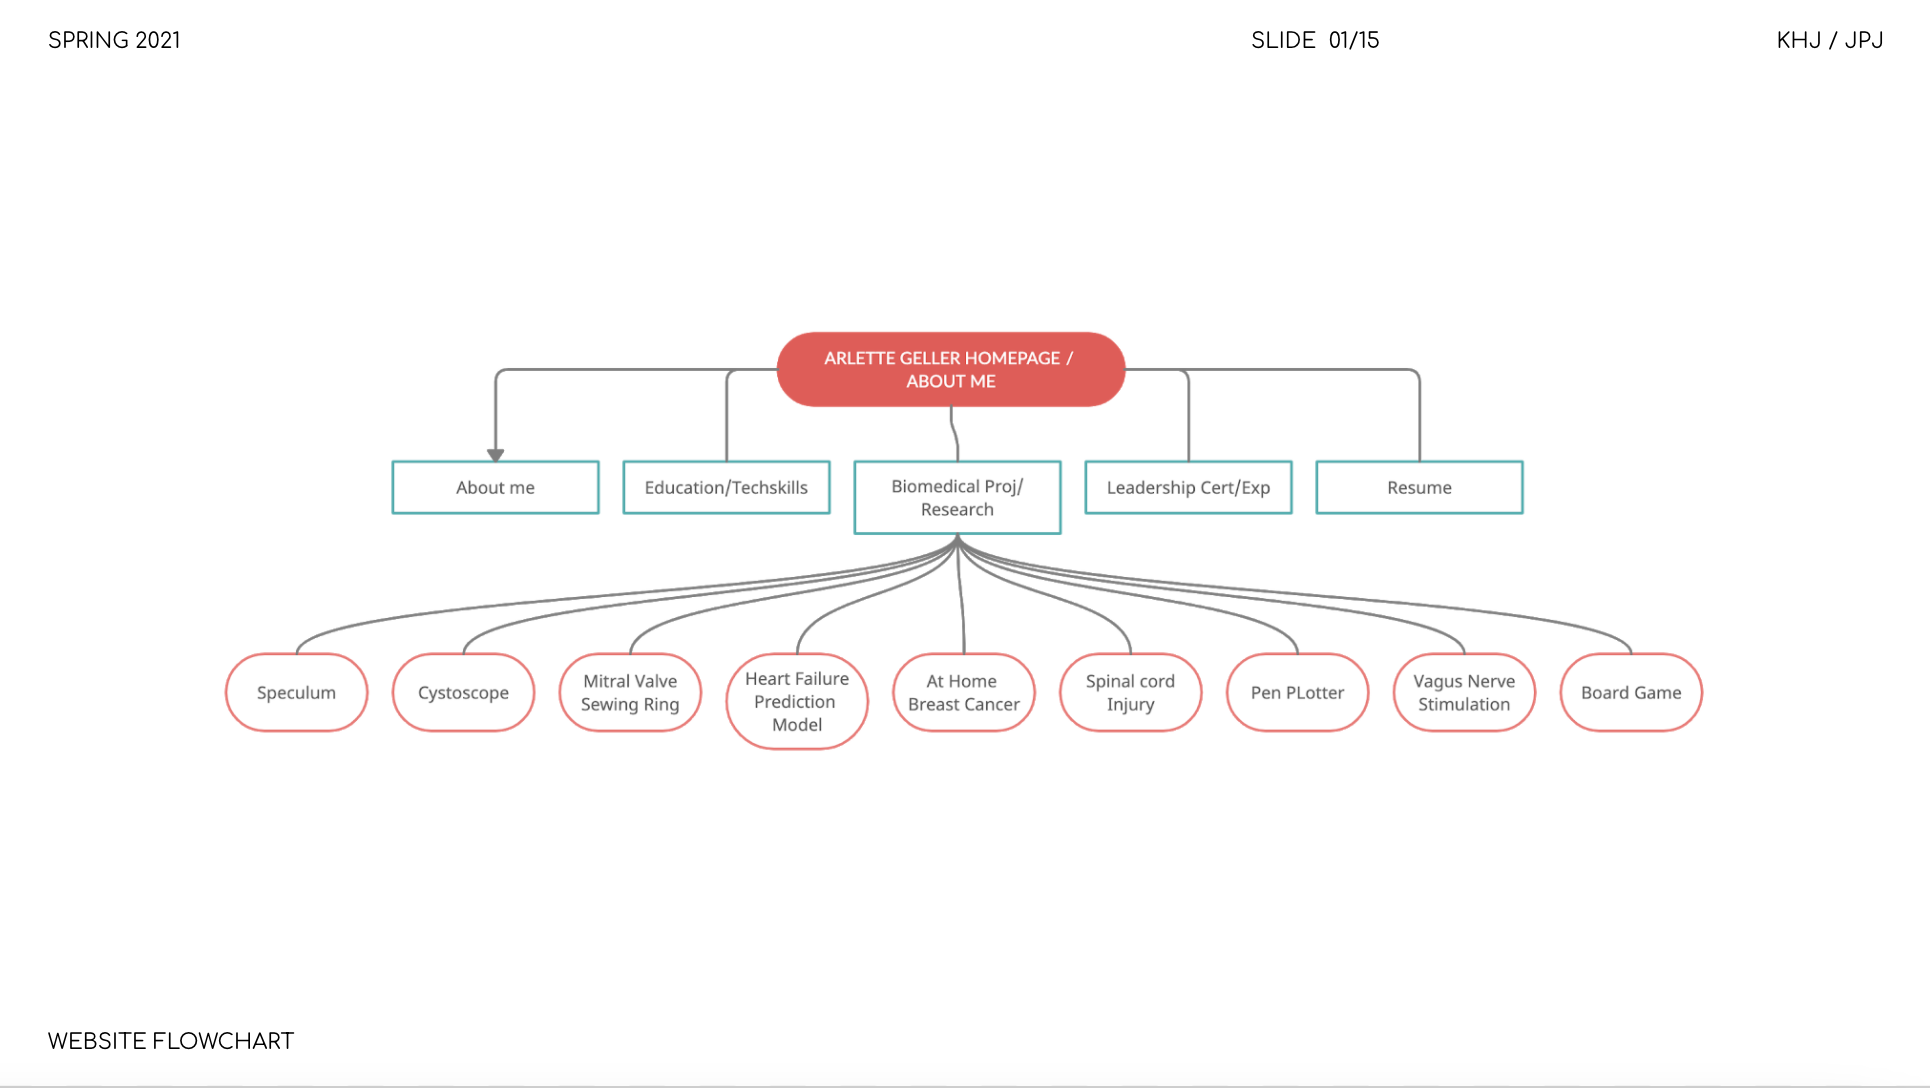 SPRING 2021
SLIDE 01/15
KHJ / JPJ
ARLETTE GELLER HOMEPAGE /
ABOUT ME
About me
Education/Techskills
Biomedical Proj/
Research
Leadership Cert/Exp
Resume
Speculum
Cystoscope
Mitral Valve
Sewing Ring
Heart Failure
Prediction
Model
At Home
Breast Cancer
Spinal cord
Injury
Pen PLotter
Vagus Nerve
Stimulation
Board Game
WEBSITE FLOWCHART